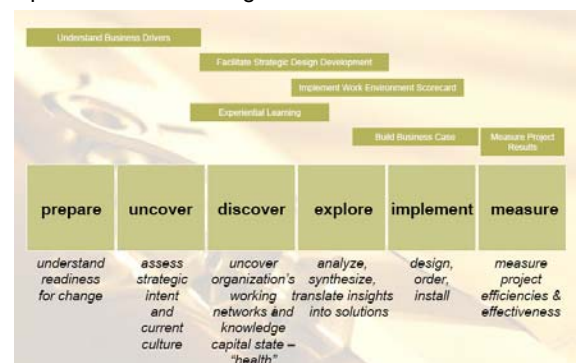 Understand Business Drivers
Facilitate Strategic Design Development
Implement Work Environment Scorecard
Experiential Learning
Build Business Case
Measure Project
Results
prepare
uncover
discover
explore
implement
measure
understand
readiness
for change
assess
strategic
intent
and
current
culture
uncover
organization's
working
networks and
knowledge
capital state –
"health"
analyze,
synthesize,
translate insights
into solutions
design,
order,
install
measure
project
efficiencies &
effectiveness